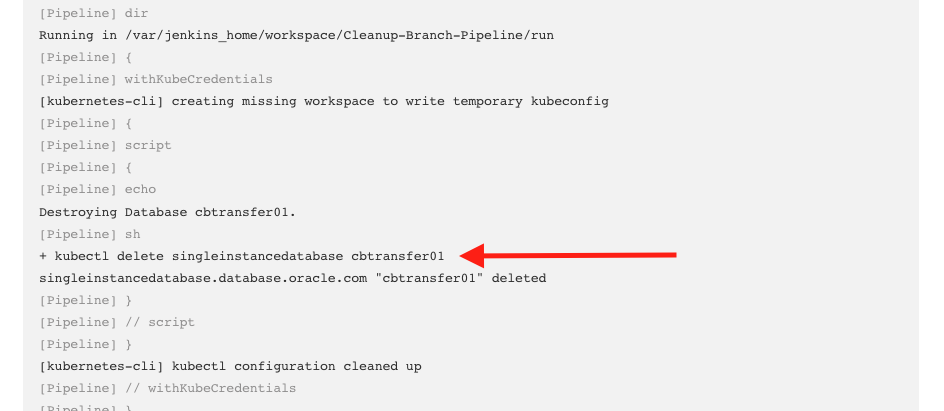 [Pipeline] dir
Running in /var/jenkins_home/workspace/Cleanup-Branch-Pipeline/run
[Pipeline] {
[Pipeline] withKubeCredentials
[kubernetes-cli] creating missing workspace to write temporary kubeconfig
[Pipeline] {
[Pipeline] script
[Pipeline] {
[Pipeline] echo
Destroying Database cbtransfer01.
[Pipeline] sh
+ kubectl delete singleinstancedatabase cbtransfer01
singleinstancedatabase.database.oracle.com "cbtransfer01" deleted
[Pipeline] }
[Pipeline] // script
[Pipeline] }
[kubernetes-cli] kubectl configuration cleaned up
[Pipeline] // withKubeCredentials
[Pipeline] }